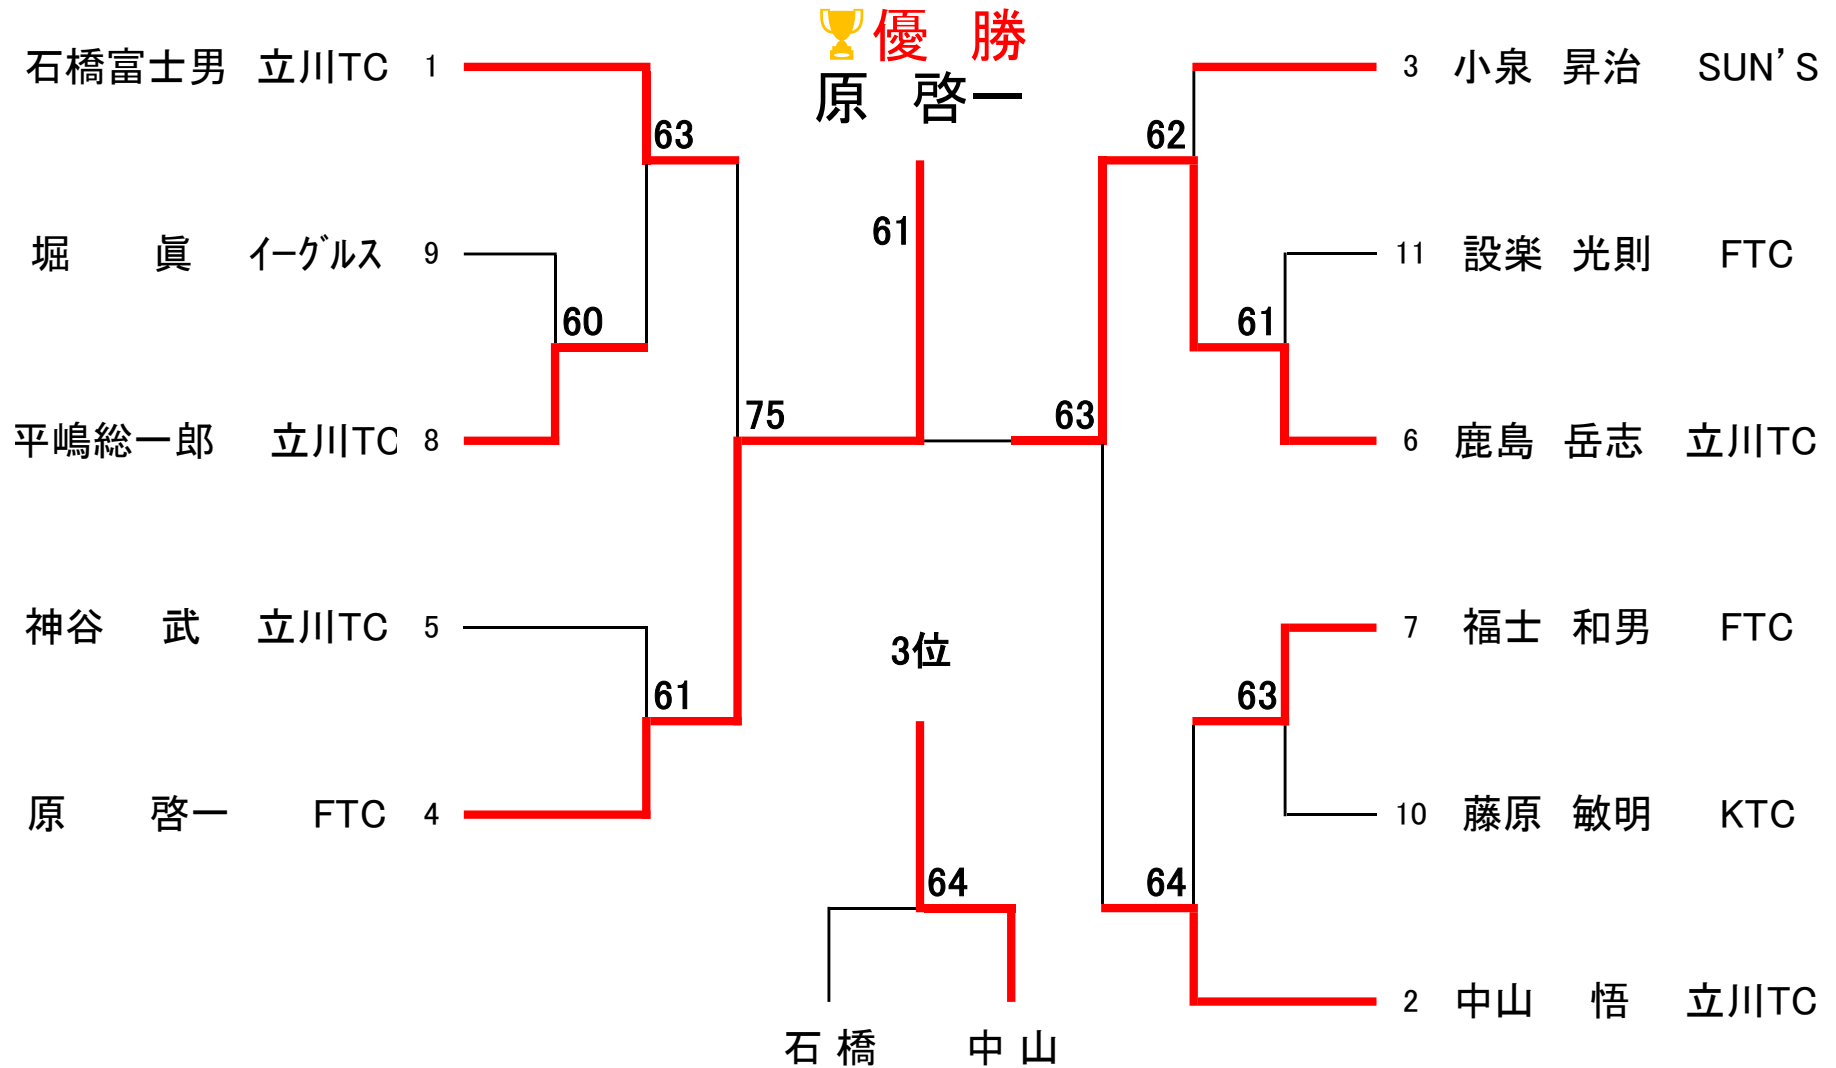 優 勝
原 啓一
石橋富士男 立川TC 1
3 小泉 昇治 SUN'S
63
62
61
堀 眞 ｲｰｸﾞﾙｽ 9
11 設楽 光則 FTC
60
61
平嶋総一郎 立川TC 8
75
63
6 鹿島 岳志 立川TC
神谷 武 立川TC 5
3位
7 福士 和男 FTC
61
63
原 啓一 FTC 4
10 藤原 敏明 KTC
64
64
2 中山 悟 立川TC
石 橋 中 山